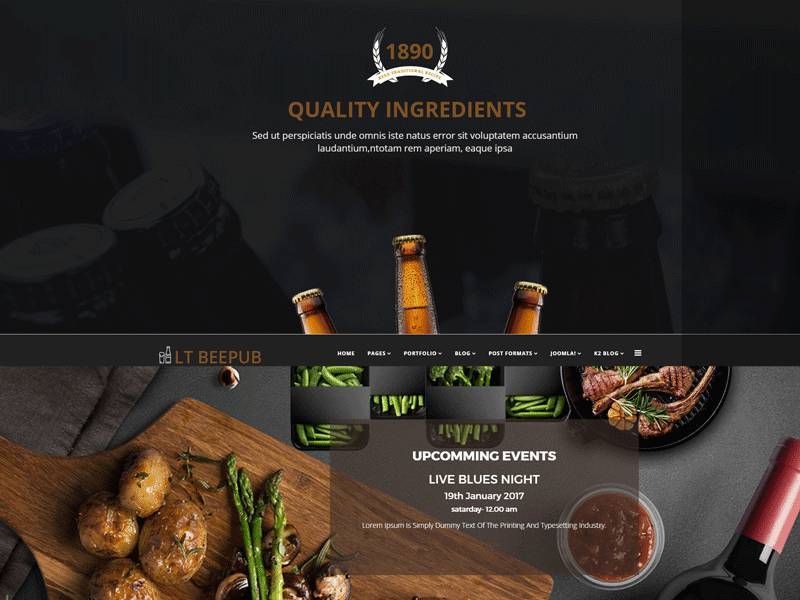 1890
BEER TRADITIONAL RECIPE
QUALITY INGREDIENTS
Sed ut perspiciatis unde omnis iste natus error sit voluptatem accusantium
laudantium,ntotam rem aperiam, eaque ipsa
LT BEEPUB
HOME PAGES PORTFOLIO BLOG POST FORMATS JOOMLA! K2 BLOG
UPCOMMING EVENTS
LIVE BLUES NIGHT
19th January 2017
satarday- 12.00 am
Lorem Ipsum Is Simply Dummy Text Of The Printing And Typesetting Industry.